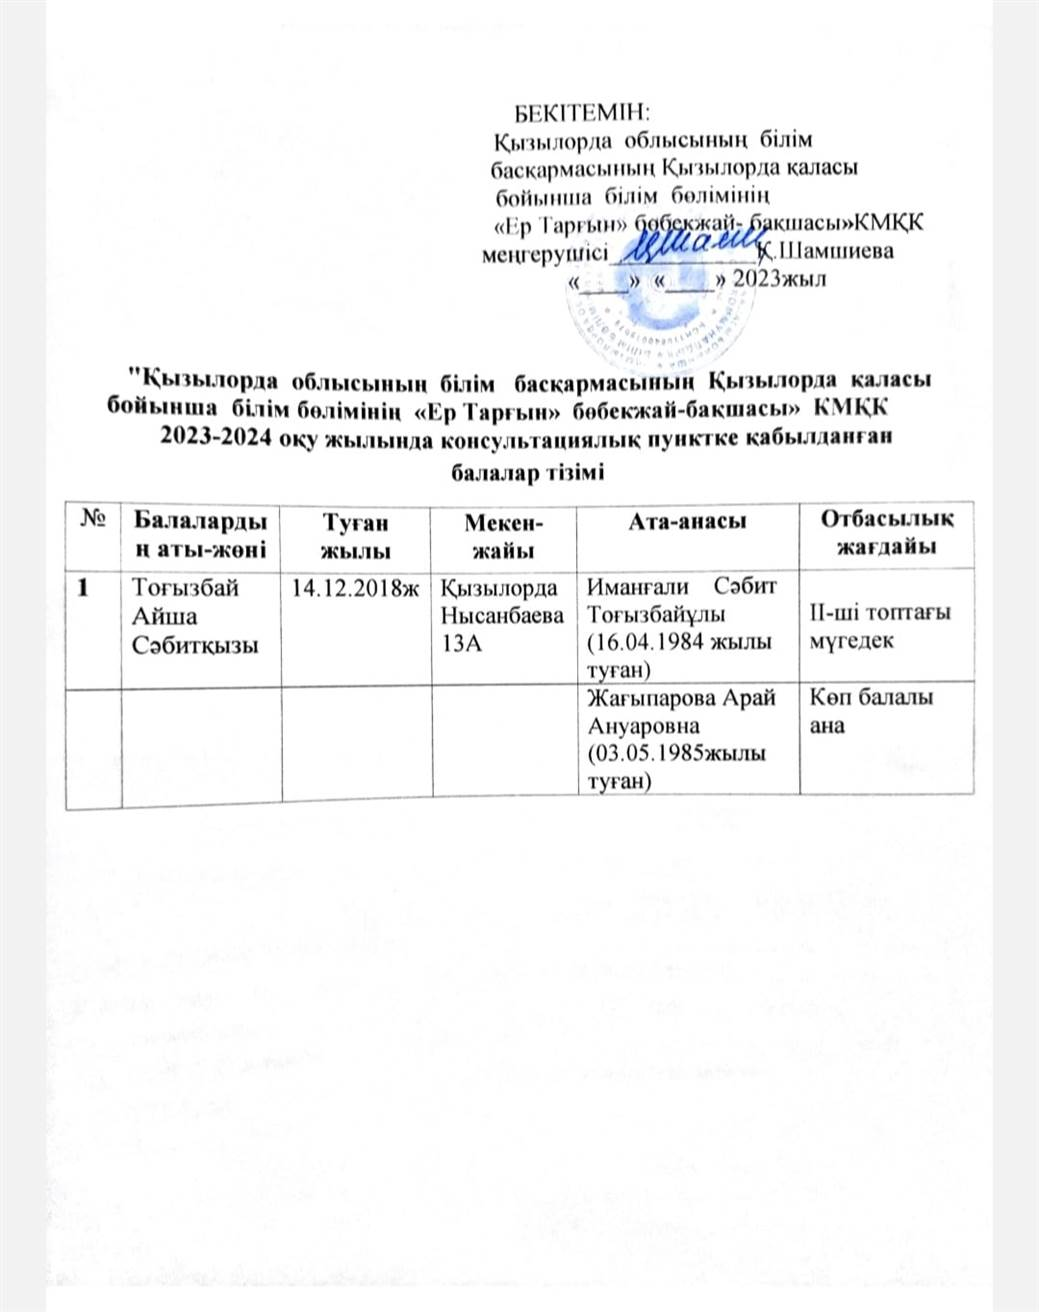 БЕКІТЕМІН:
Қызылорда облысының білім
басқармасының Қызылорда қаласы
бойынша білім бөлімінің
«Ер Тарғын» бөбекжай- бақшасы»КМҚК
меңгерушісі ____________Қ.Шамшиева
«____» «____» 2023жыл
"Қызылорда облысының білім басқармасының Қызылорда қаласы
бойынша білім бөлімінің «Ер Тарғын» бөбекжай-бақшасы» КМҚК
2023-2024 оқу жылында консультациялық пунктке қабылданған
балалар тізімі
№
Балаларды
ң аты-жөні
Туған
жылы
Мекен-
жайы
Ата-анасы
Отбасылық
жағдайы
1
Тоғызбай
Айша
Сәбитқызы
14.12.2018ж
Қызылорда
Нысанбаева
13А
Иманғали Сәбит
Тоғызбайұлы
(16.04.1984 жылы
туған)
ІІ-ші топтағы
мүгедек
Жағыпарова Арай
Ануаровна
(03.05.1985жылы
туған)
Көп балалы
ана